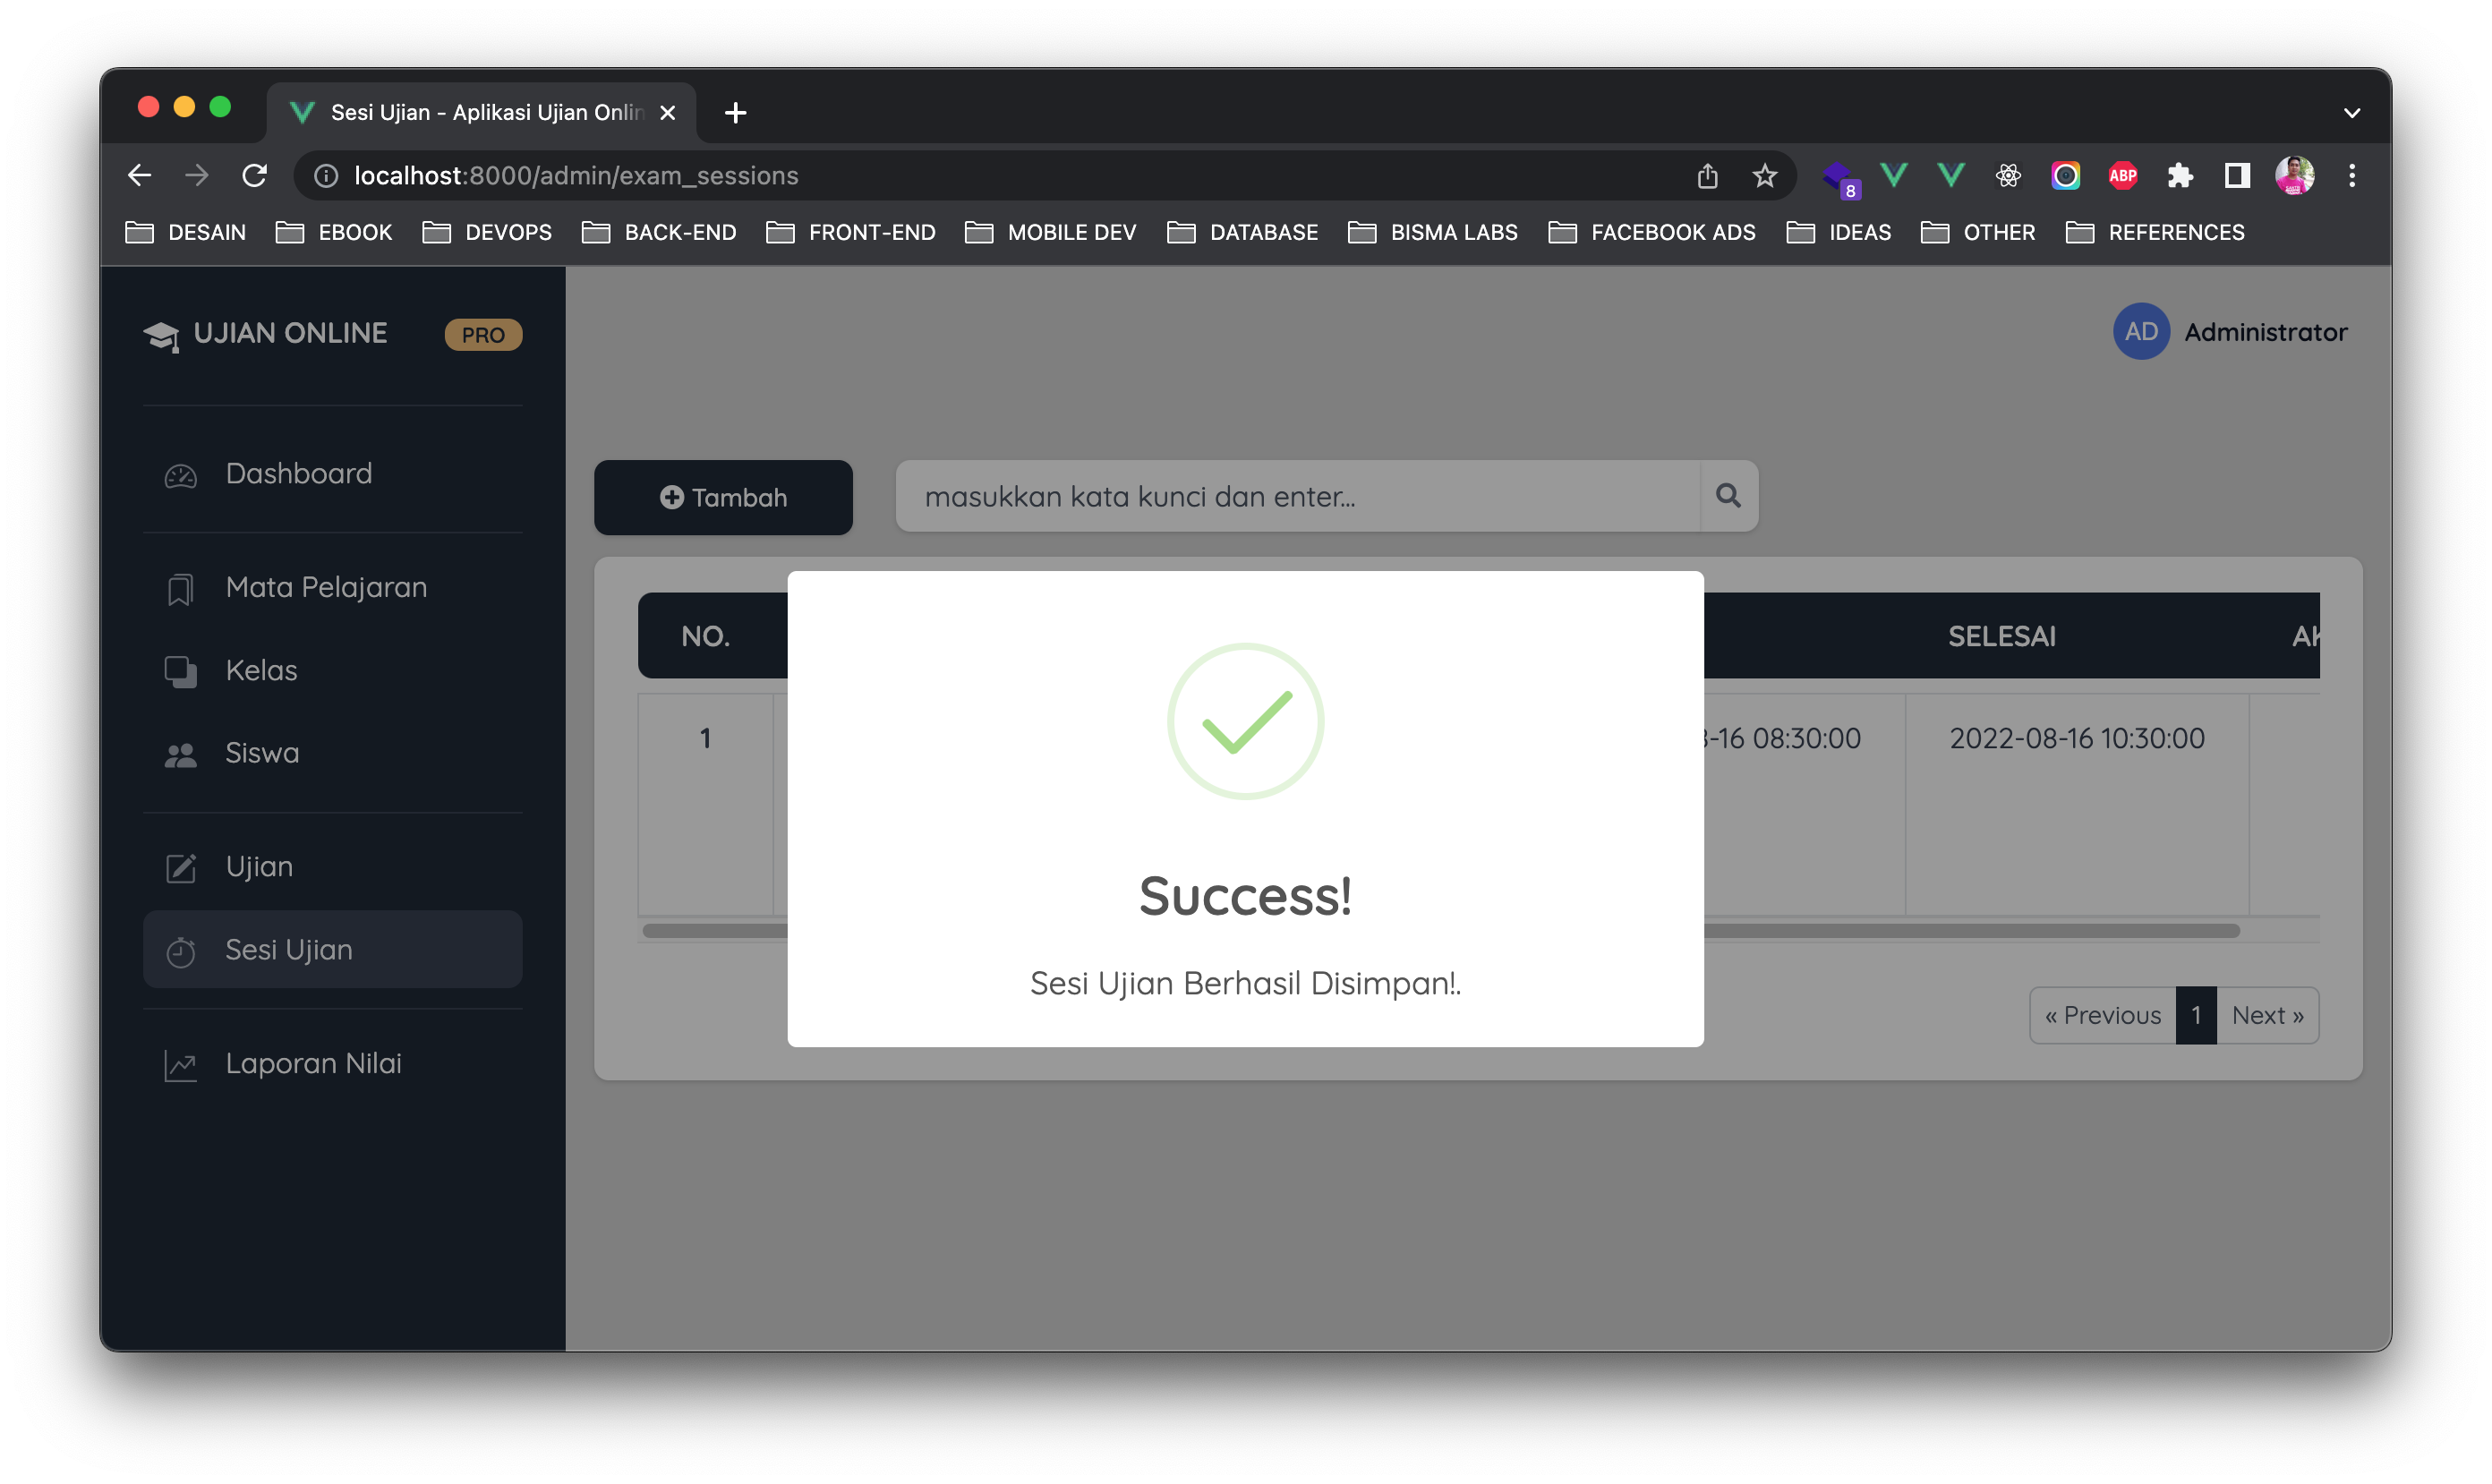 Sesi Ujian - Aplikasi Ujian Onlin
localhost:8000/admin/exam_sessions
8
ABP
DESAIN EBOOK DEVOPS BACK-END FRONT-END MOBILE DEV DATABASE BISMA LABS FACEBOOK ADS IDEAS OTHER REFERENCES
UJIAN ONLINE PRO
AD Administrator
Dashboard
Mata Pelajaran
Kelas
Siswa
Ujian
Sesi Ujian
Laporan Nilai
Tambah masukkan kata kunci dan enter...
NO. SELESAI AK
1 -16 08:30:00 2022-08-16 10:30:00
Success!
Sesi Ujian Berhasil Disimpan!.
« Previous 1 Next »